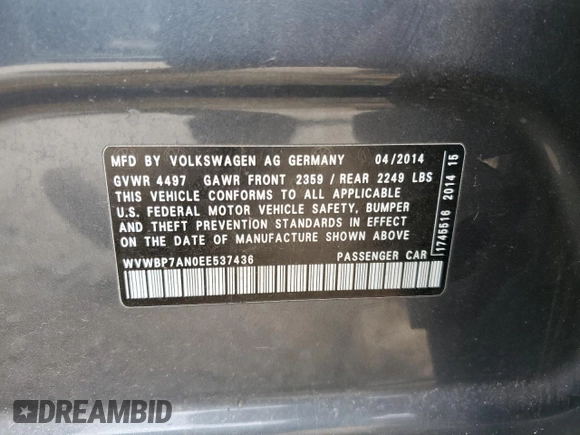 MFD BY VOLKSWAGEN AG GERMANY 04/2014
GVWR 4497 GAWR FRONT 2359 / REAR 2249 LBS
THIS VEHICLE CONFORMS TO ALL APPLICABLE
U.S. FEDERAL MOTOR VEHICLE SAFETY, BUMPER
AND THEFT PREVENTION STANDARDS IN EFFECT
ON THE DATE OF MANUFACTURE SHOWN ABOVE
WVWBP7AN0EE537436 PASSENGER CAR
1745516 2014 15
DREAMBID